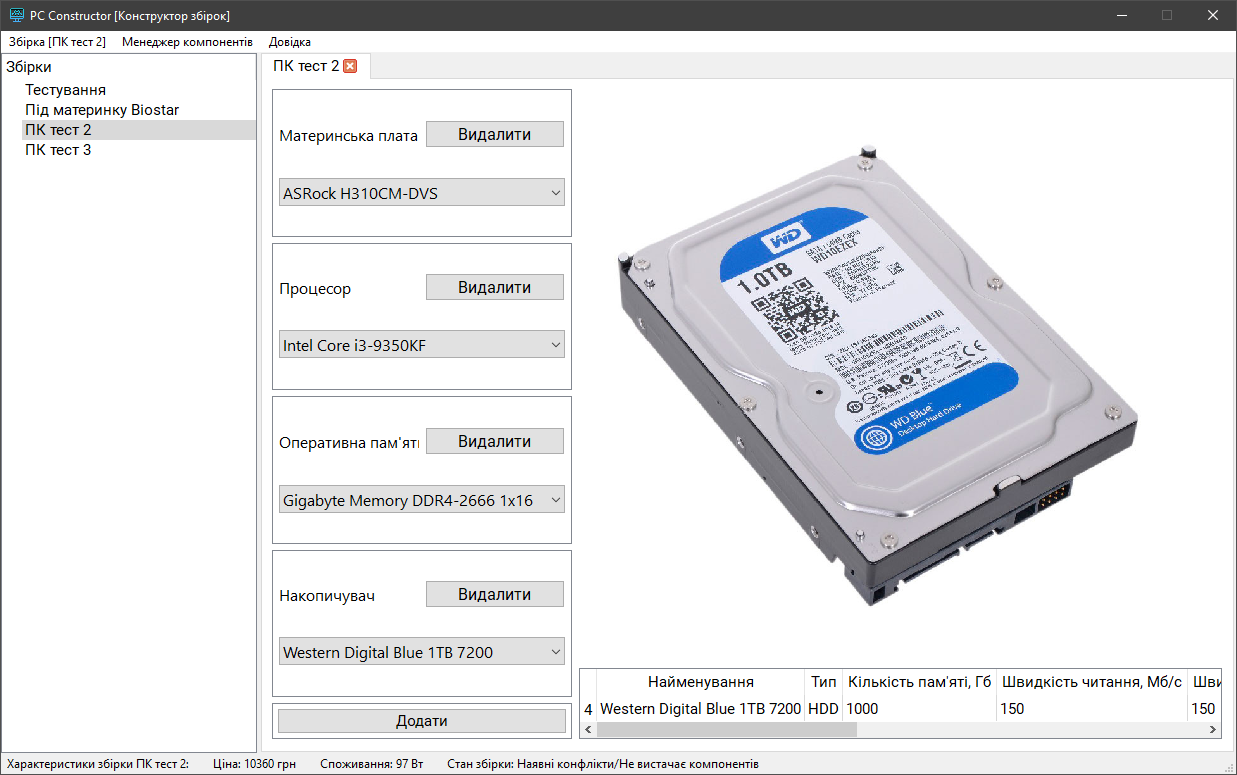 PC Constructor [Конструктор збірок]
Збірка [ПК тест 2] Менеджер компонентів Довідка
Збірки
Тестування
Під материнку Biostar
ПК тест 2
ПК тест 3
ПК тест 2
Материнська плата Видалити
ASRock H310CM-DVS
Процесор Видалити
Intel Core i3-9350KF
Оперативна пам'яті Видалити
Gigabyte Memory DDR4-2666 1x16
Накопичувач Видалити
Western Digital Blue 1TB 7200
Додати
WD
WD10EZEX
1.0TB
WD Blue
Desktop Hard Drive
Найменування Тип Кількість пам'яті, Гб Швидкість читання, Мб/с Шви
4 Western Digital Blue 1TB 7200 HDD 1000 150 150
Характеристики збірки ПК тест 2: Ціна: 10360 грн Споживання: 97 Вт Стан збірки: Наявні конфлікти/Не вистачає компонентів